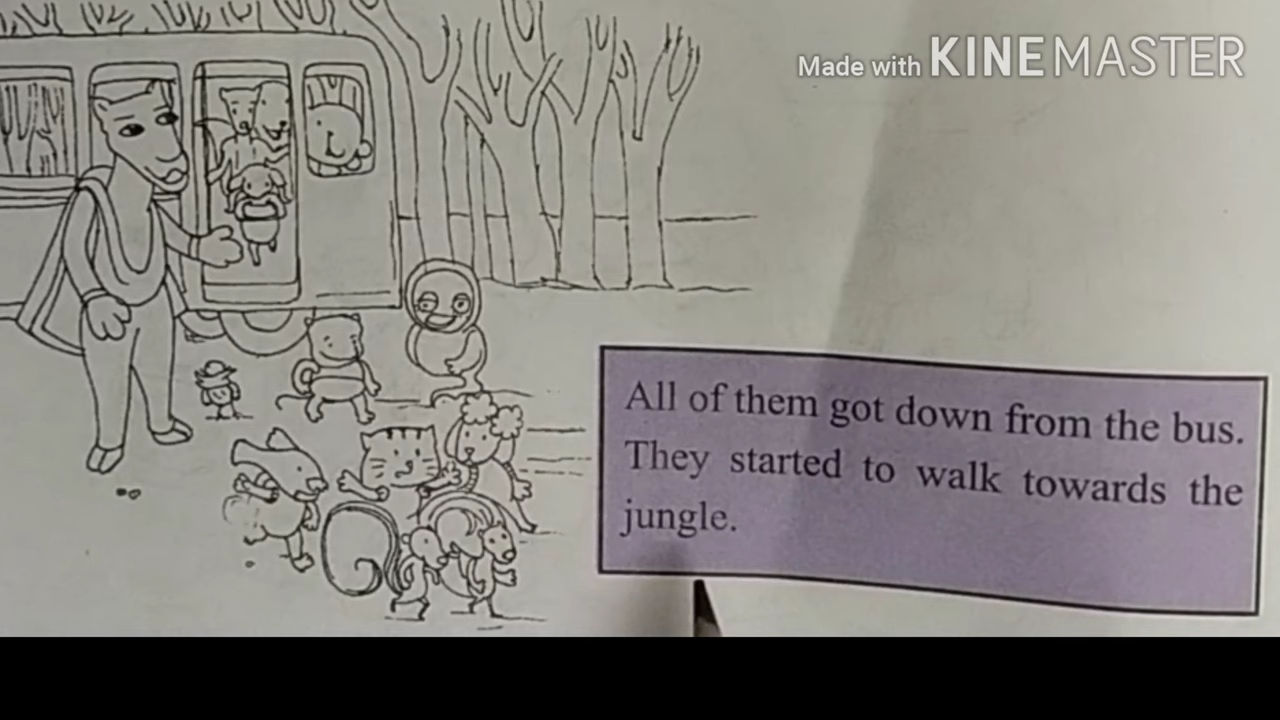 Made with KINEMASTER
All of them got down from the bus.
They started to walk towards the
jungle.